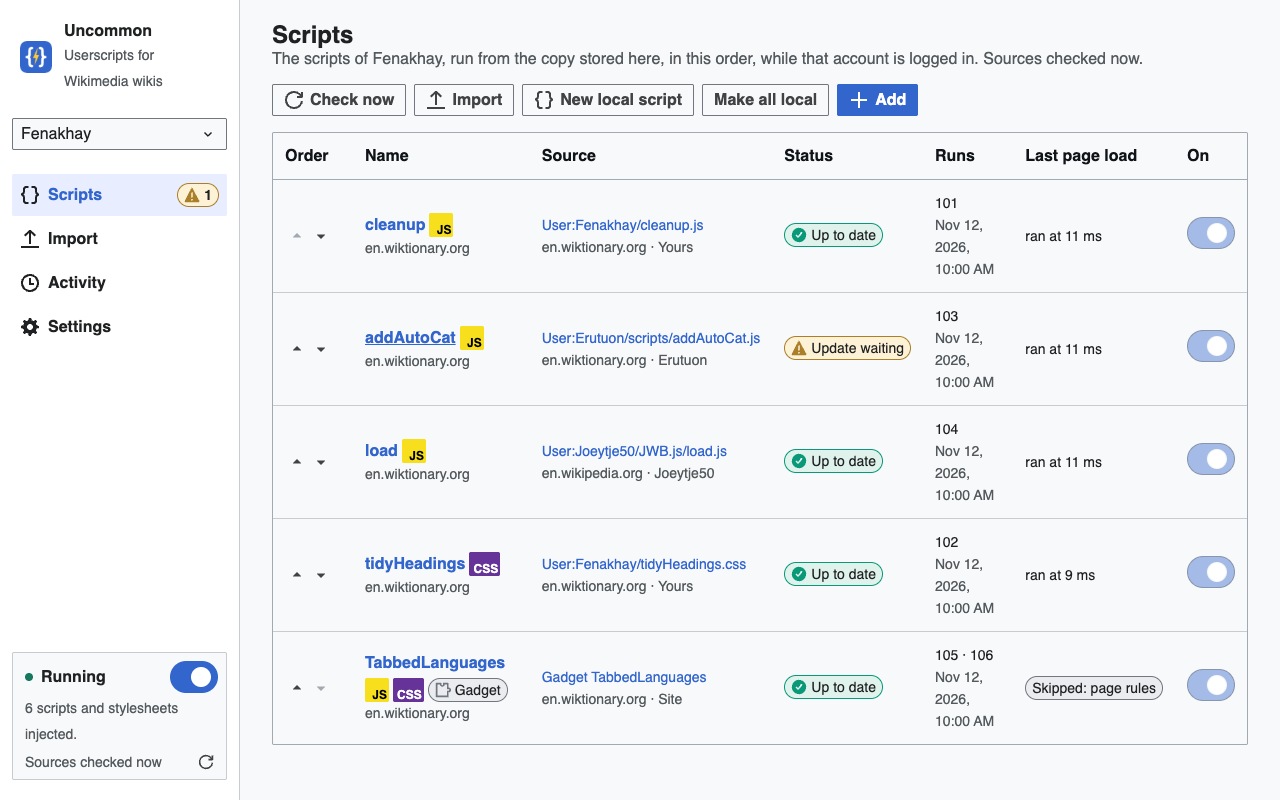 Uncommon
Userscripts for
Wikimedia wikis
Fenakhay
Scripts
1
Import
Activity
Settings
Running
6 scripts and stylesheets
injected.
Sources checked now
Scripts
The scripts of Fenakhay, run from the copy stored here, in this order, while that account is logged in. Sources checked now.
Check now
Import
New local script
Make all local
Add
Order Name Source Status Runs Last page load On
cleanup JS
en.wiktionary.org
User:Fenakhay/cleanup.js
en.wiktionary.org · Yours
Up to date
101
Nov 12,
2026,
10:00 AM
ran at 11 ms
addAutoCat JS
en.wiktionary.org
User:Erutuon/scripts/addAutoCat.js
en.wiktionary.org · Erutuon
Update waiting
103
Nov 12,
2026,
10:00 AM
ran at 11 ms
load JS
en.wiktionary.org
User:Joeytje50/JWB.js/load.js
en.wikipedia.org · Joeytje50
Up to date
104
Nov 12,
2026,
10:00 AM
ran at 11 ms
tidyHeadings CSS
en.wiktionary.org
User:Fenakhay/tidyHeadings.css
en.wiktionary.org · Yours
Up to date
102
Nov 12,
2026,
10:00 AM
ran at 9 ms
TabbedLanguages
JS CSS Gadget
en.wiktionary.org
Gadget TabbedLanguages
en.wiktionary.org · Site
Up to date
105 · 106
Nov 12,
2026,
10:00 AM
Skipped: page rules